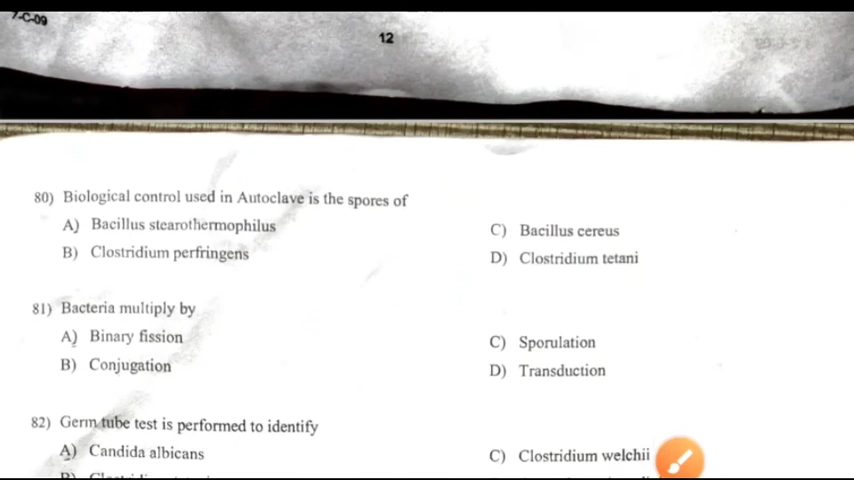 7-C-09
12
80) Biological control used in Autoclave is the spores of
A) Bacillus stearothermophilus
C) Bacillus cereus
B) Clostridium perfringens
D) Clostridium tetani
81) Bacteria multiply by
A) Binary fission
C) Sporulation
B) Conjugation
D) Transduction
82) Germ tube test is performed to identify
A) Candida albicans
C) Clostridium welchii
B)